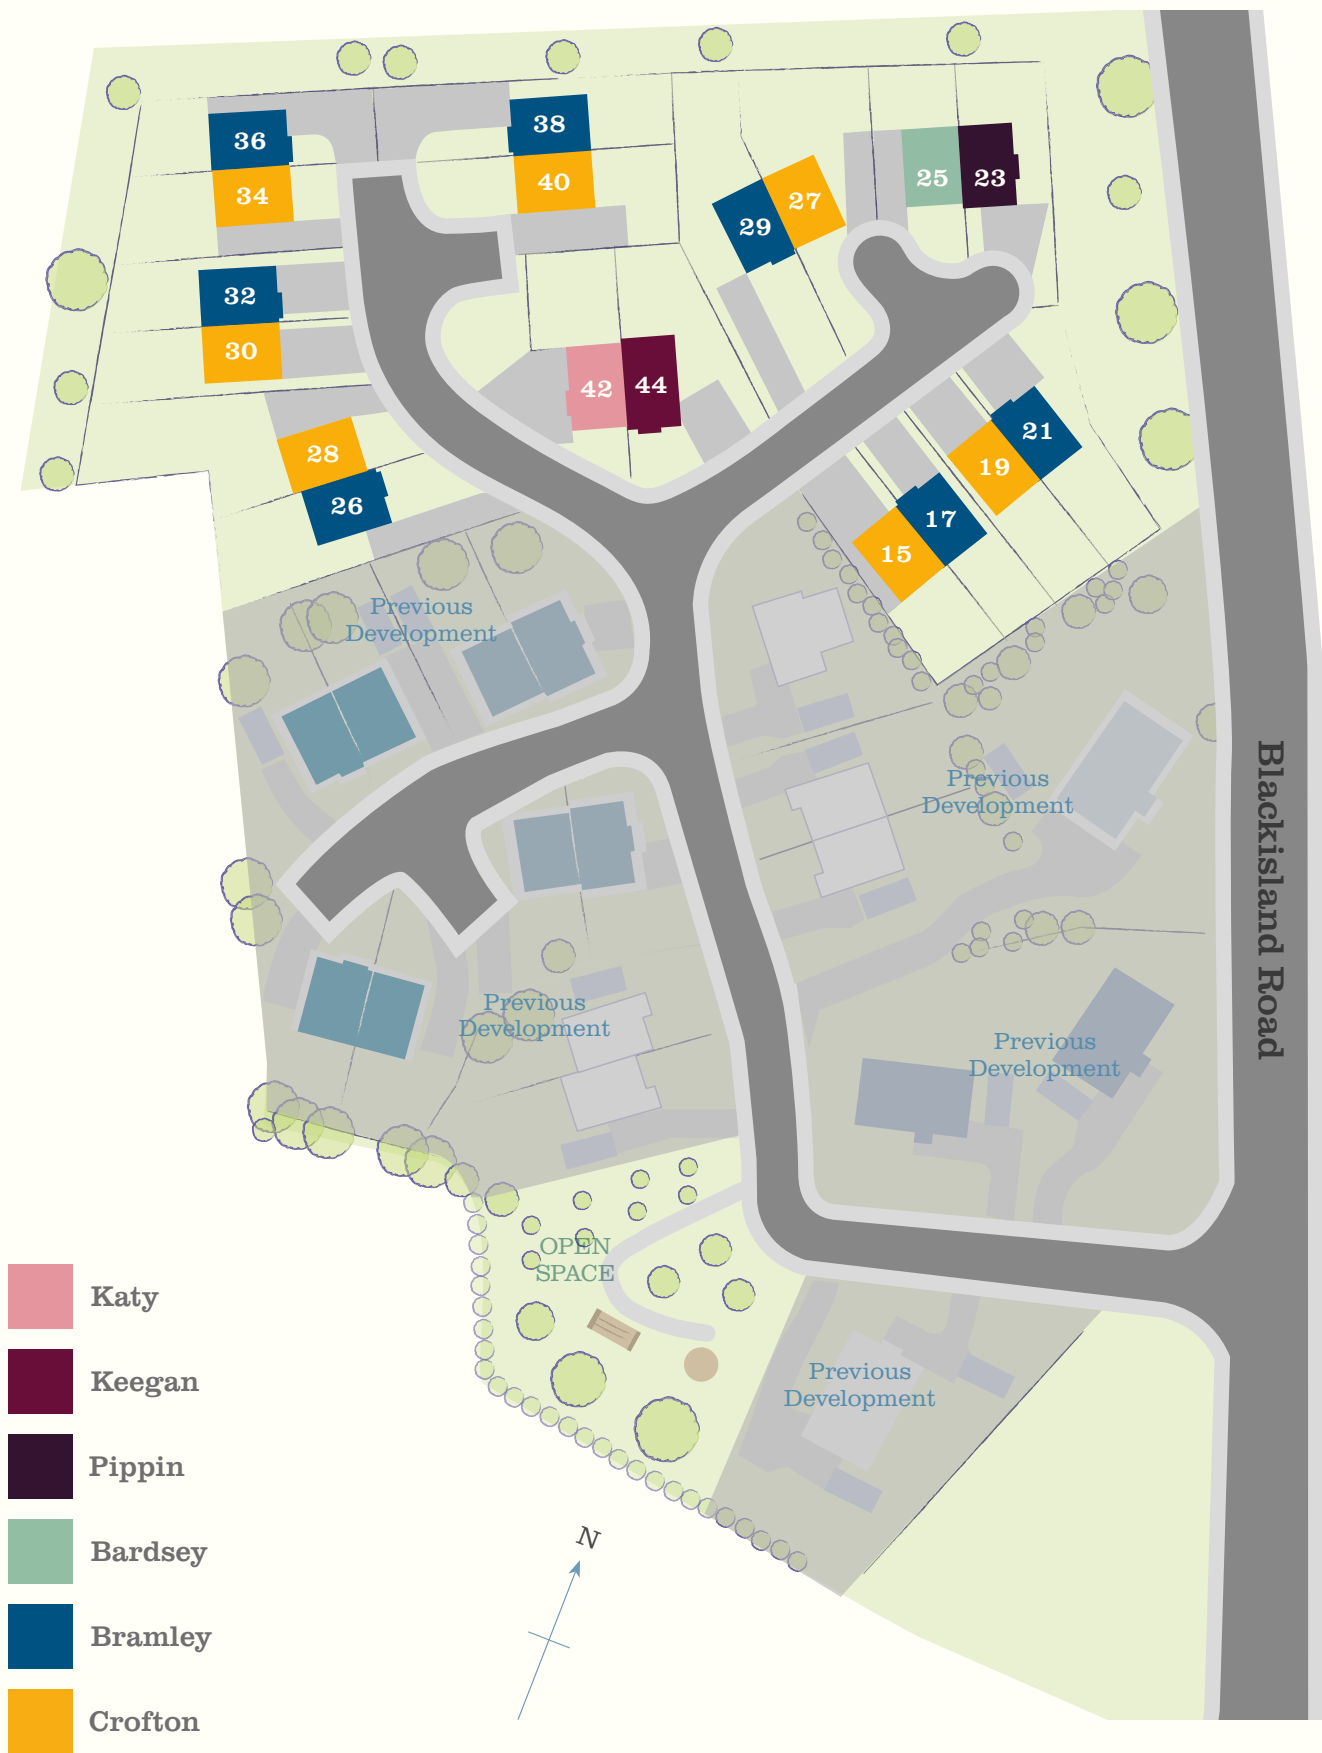 36
38
34
40
29
27
25
23
32
30
42
44
28
26
21
19
17
15
Previous
Development
Previous
Development
Blackisland Road
Previous
Development
Previous
Development
OPEN
SPACE
Previous
Development
N
Katy
Keegan
Pippin
Bardsey
Bramley
Crofton